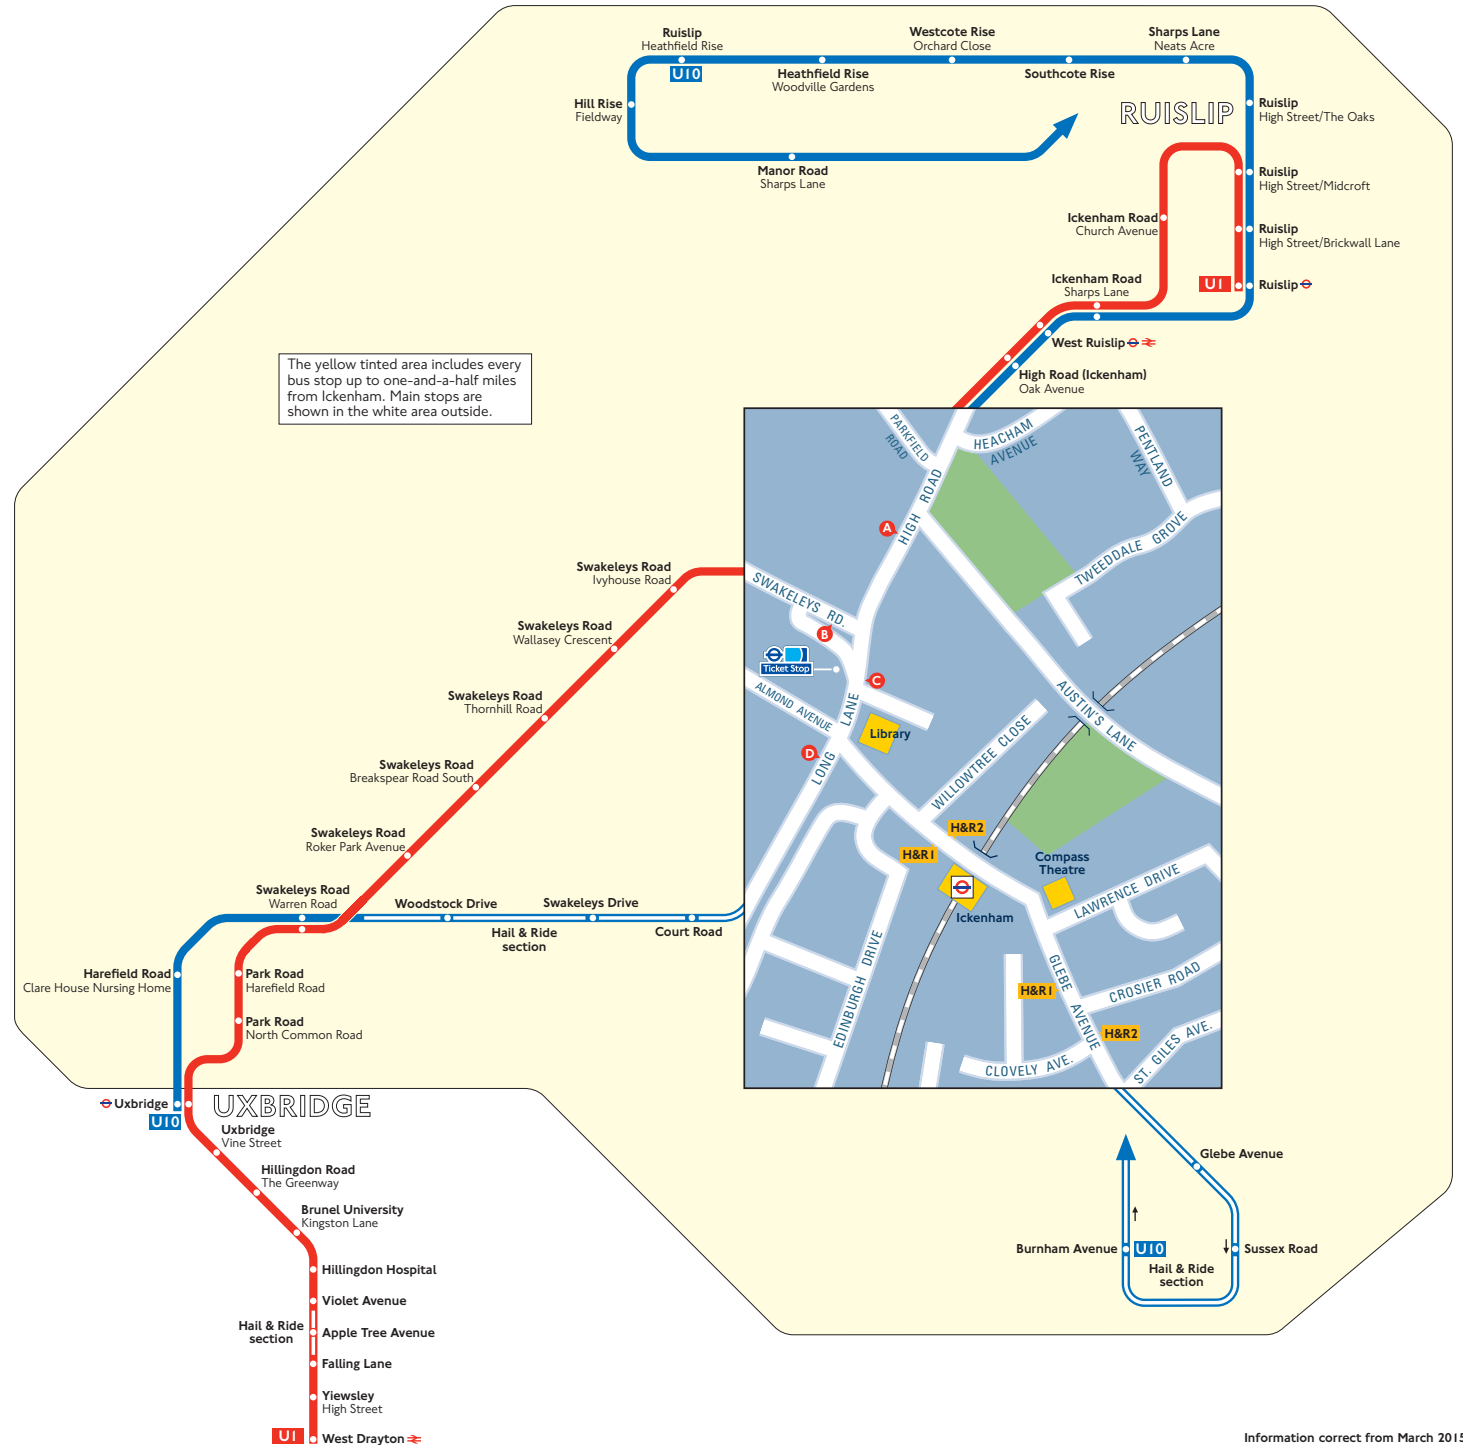 Ruislip
Heathfield Rise
U10
Heathfield Rise
Woodville Gardens
Westcote Rise
Orchard Close
Southcote Rise
Sharps Lane
Neats Acre
Hill Rise
Fieldway
Manor Road
Sharps Lane
RUISLIP
Ruislip
High Street/The Oaks
Ruislip
High Street/Midcroft
Ruislip
High Street/Brickwall Lane
U1
Ruislip
Ickenham Road
Church Avenue
Ickenham Road
Sharps Lane
West Ruislip
High Road (Ickenham)
Oak Avenue
The yellow tinted area includes every
bus stop up to one-and-a-half miles
from Ickenham. Main stops are
shown in the white area outside.
PARKFIELD
ROAD
HEACHAM
AVENUE
PENTLAND
WAY
HIGH ROAD
A
TWEEDDALE GROVE
SWAKELEYS RD.
B
Ticket Stop
C
ALMOND AVENUE
LONG LANE
AUSTIN'S LANE
Library
D
WILLOWTREE CLOSE
H&R2
H&R1
Compass
Theatre
Ickenham
LAWRENCE DRIVE
EDINBURGH DRIVE
GLEBE AVENUE
H&R1
CROSIER ROAD
H&R2
CLOVELY AVE.
ST. GILES AVE.
Swakeleys Road
Ivyhouse Road
Swakeleys Road
Wallasey Crescent
Swakeleys Road
Thornhill Road
Swakeleys Road
Breakspear Road South
Swakeleys Road
Roker Park Avenue
Swakeleys Road
Warren Road
Woodstock Drive
Hail & Ride
section
Swakeleys Drive
Court Road
Harefield Road
Clare House Nursing Home
Park Road
Harefield Road
Park Road
North Common Road
Uxbridge
U10
UXBRIDGE
Uxbridge
Vine Street
Hillingdon Road
The Greenway
Brunel University
Kingston Lane
Hillingdon Hospital
Violet Avenue
Hail & Ride
section
Apple Tree Avenue
Falling Lane
Yiewsley
High Street
U1
West Drayton
Glebe Avenue
Burnham Avenue
U10
Sussex Road
Hail & Ride
section
Information correct from March 2015